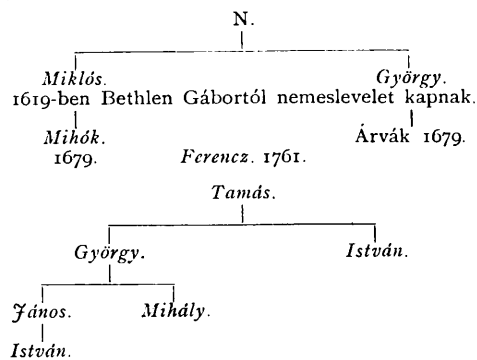 N.
Miklós. György.
1619-ben Bethlen Gábortól nemeslevelet kapnak.
Mihók. Árvák 1679.
1679. Ferencz. 1761.
Tamás.
György. István.
János. Mihály.
István.